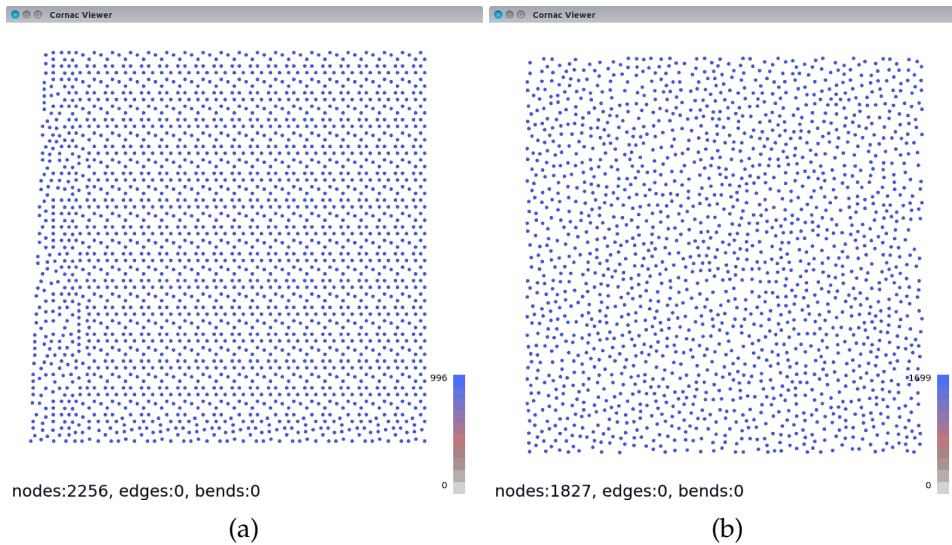 Cornac Viewer
996
0
nodes:2256, edges:0, bends:0
(a)
Cornac Viewer
1699
0
nodes:1827, edges:0, bends:0
(b)